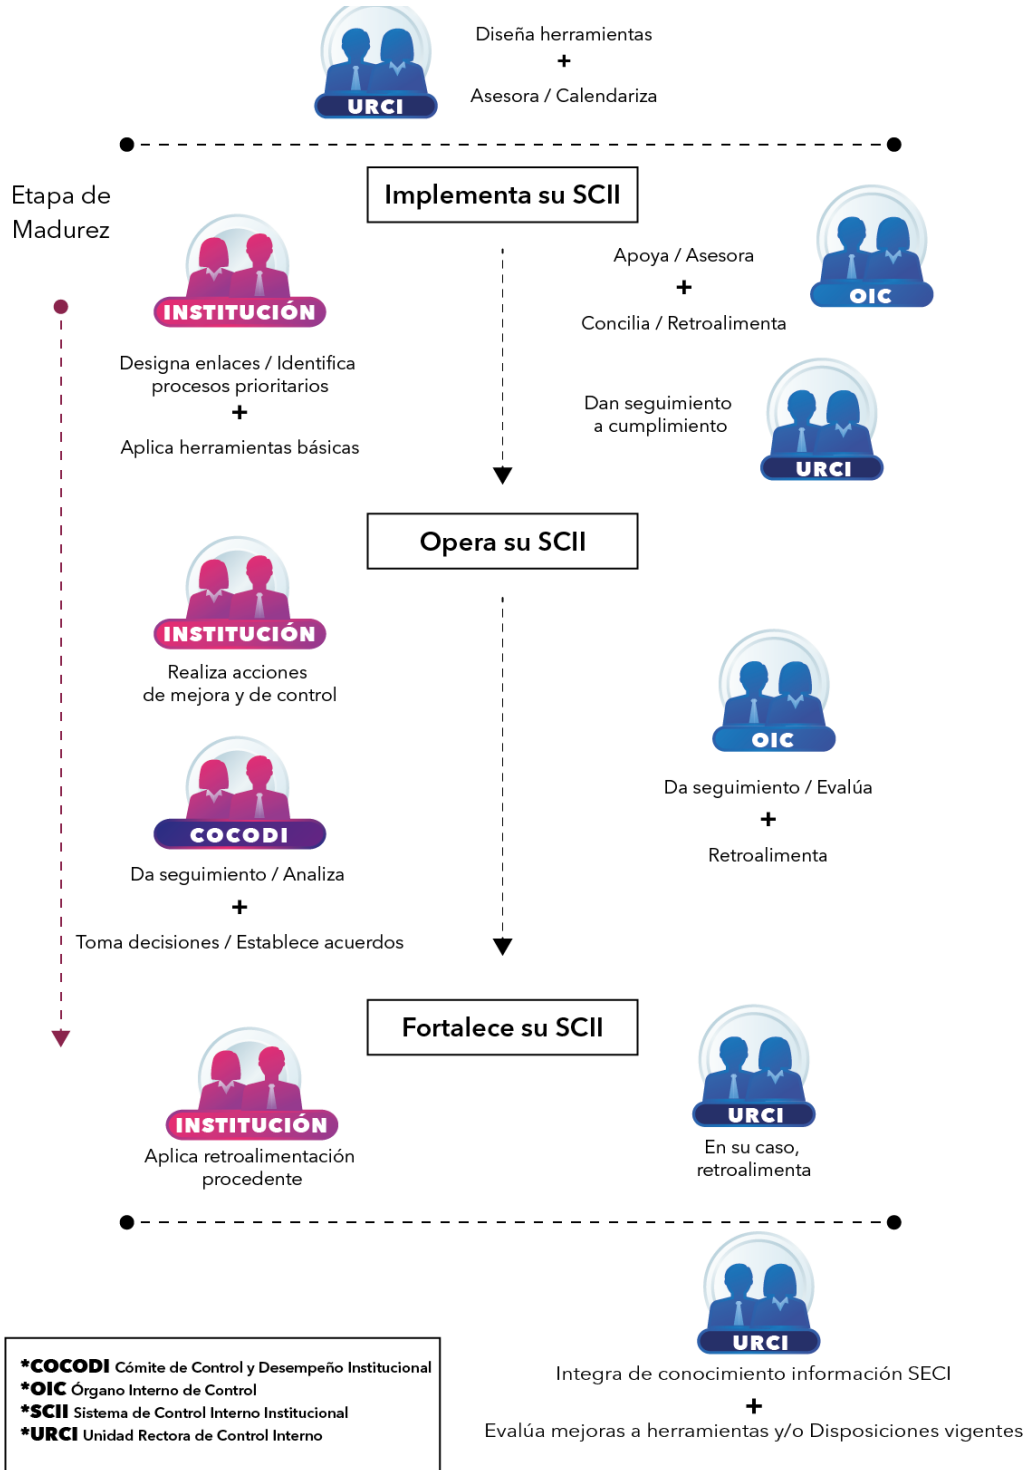 Diseña herramientas
+
Asesora / Calendariza
URCI
Implementa su SCII
Etapa de
Madurez
INSTITUCIÓN
Designa enlaces / Identifica
procesos prioritarios
+
Aplica herramientas básicas
Apoya / Asesora
+
Concilia / Retroalimenta
OIC
Dan seguimiento
a cumplimiento
URCI
Opera su SCII
INSTITUCIÓN
Realiza acciones
de mejora y de control
COCODI
Da seguimiento / Analiza
+
Toma decisiones / Establece acuerdos
OIC
Da seguimiento / Evalúa
+
Retroalimenta
Fortalece su SCII
INSTITUCIÓN
Aplica retroalimentación
procedente
URCI
En su caso,
retroalimenta
URCI
Integra de conocimiento información SECI
+
Evalúa mejoras a herramientas y/o Disposiciones vigentes
*COCODI Cómite de Control y Desempeño Institucional
*OIC Órgano Interno de Control
*SCII Sistema de Control Interno Institucional
*URCI Unidad Rectora de Control Interno